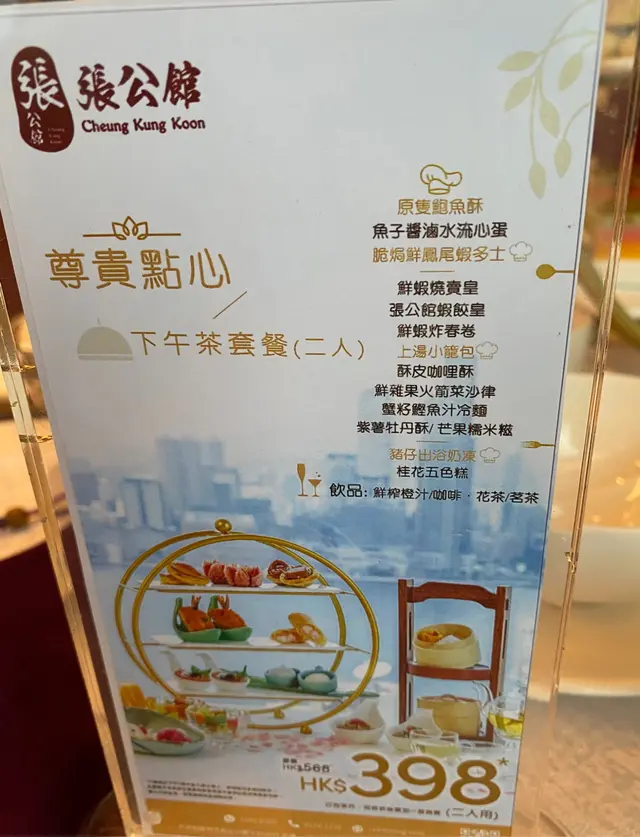 張公館
張公館
Cheung Kung Koon
原隻鮑魚酥
魚子醬滷水流心蛋
脆焗鮮鳳尾蝦多士
尊貴點心
鮮蝦燒賣皇
張公館蝦餃皇
鮮蝦炸春卷
下午茶套餐(二人)
上湯小籠包
酥皮咖哩酥
鮮雜果火箭菜沙律
蟹籽鰹魚汁冷麵
紫薯牡丹酥/芒果糯米糍
豬仔出浴奶凍
桂花五色糕
飲品: 鮮榨橙汁/咖啡．花茶/茗茶
HK$568
HK$398*
(二人用)